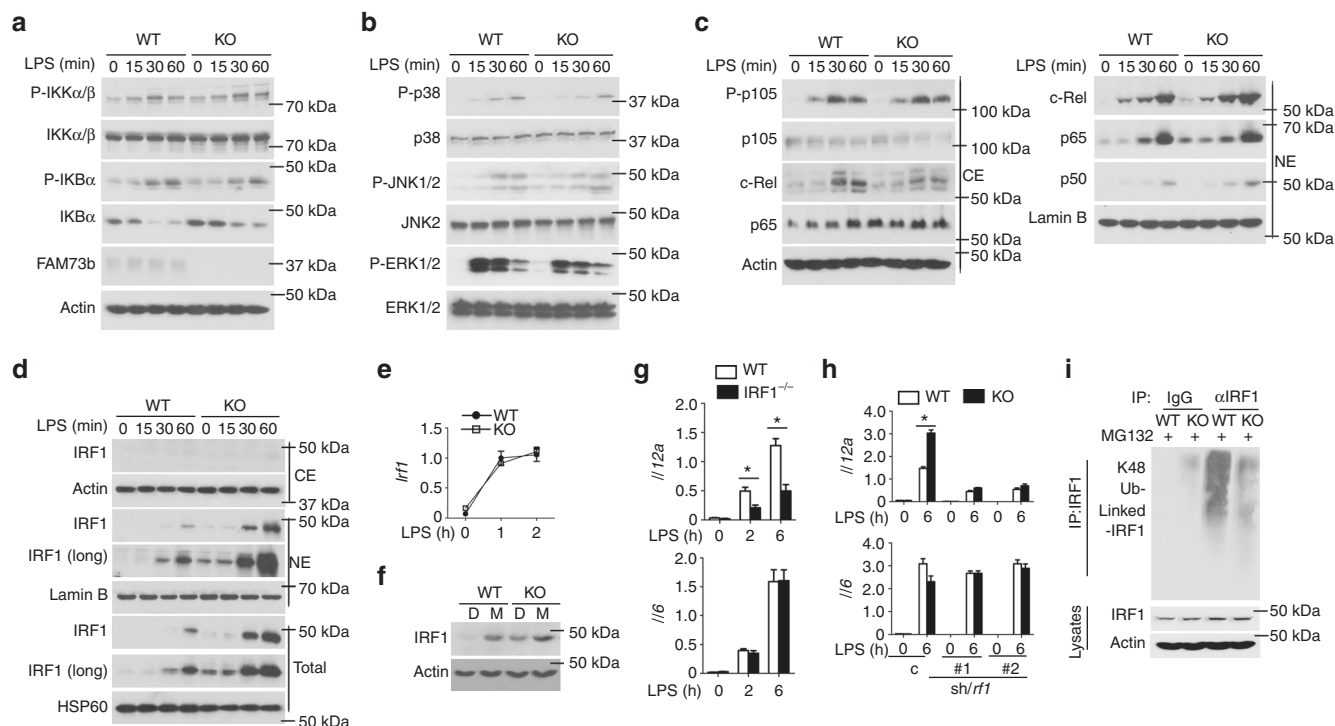 a
WT KO
LPS (min) 0 15 30 60 0 15 30 60
P-IKKα/β
70 kDa
IKKα/β
70 kDa
50 kDa
P-IKBα
50 kDa
IKBα
FAM73b
37 kDa
50 kDa
Actin
b
WT KO
LPS (min) 0 15 30 60 0 15 30 60
P-p38
37 kDa
p38
37 kDa
50 kDa
P-JNK1/2
50 kDa
JNK2
P-ERK1/2
37 kDa
50 kDa
ERK1/2
c
WT KO
LPS (min) 0 15 30 60 0 15 30 60
P-p105
100 kDa
p105
100 kDa
c-Rel
CE
50 kDa
p65
50 kDa
50 kDa
Actin
WT KO
LPS (min) 0 15 30 60 0 15 30 60
c-Rel
50 kDa
70 kDa
p65
NE
p50
50 kDa
Lamin B
50 kDa
d
WT KO
LPS (min) 0 15 30 60 0 15 30 60
IRF1
50 kDa
CE
Actin
37 kDa
IRF1
50 kDa
IRF1 (long)
NE
70 kDa
Lamin B
IRF1
50 kDa
IRF1 (long)
Total
HSP60
50 kDa
e
WT
KO
Irf1
1.5
1.0
0.5
0
LPS (h) 0 1 2
f
WT KO
D M D M
IRF1
50 kDa
50 kDa
Actin
g
WT
IRF1–/–
Il12a
2.0
1.5
* *
1.0
0.5
0
LPS (h) 0 2 6
Il6
2.0
1.5
1.0
0.5
0
LPS (h) 0 2 6
h
WT KO
Il12a
4.0
*
3.0
2.0
1.0
0
LPS (h) 0 6 0 6 0 6
Il6
4.0
3.0
2.0
1.0
0
LPS (h) 0 6 0 6 0 6
c #1 #2
shIrf1
i
IP: IgG αIRF1
WT KO WT KO
MG132 + + + +
IP:IRF1
K48
Ub-
Linked
-IRF1
Lysates
IRF1
50 kDa
50 kDa
Actin